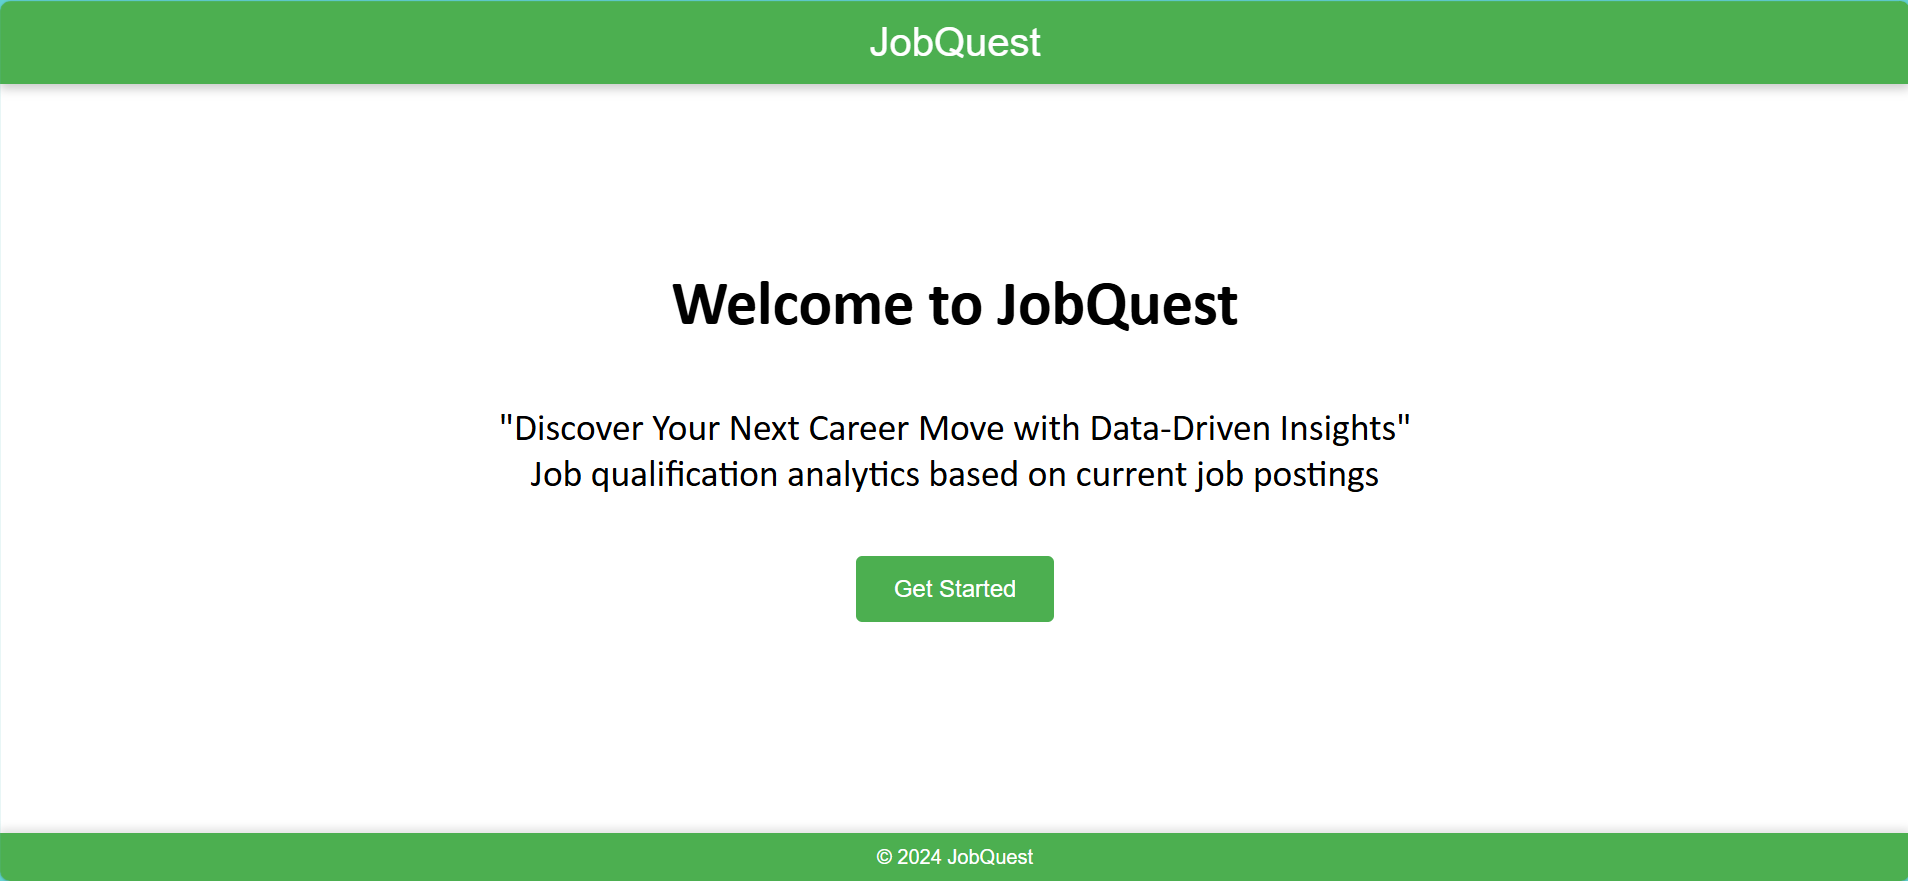 JobQuest
Welcome to JobQuest
"Discover Your Next Career Move with Data-Driven Insights"
Job qualification analytics based on current job postings
Get Started
© 2024 JobQuest